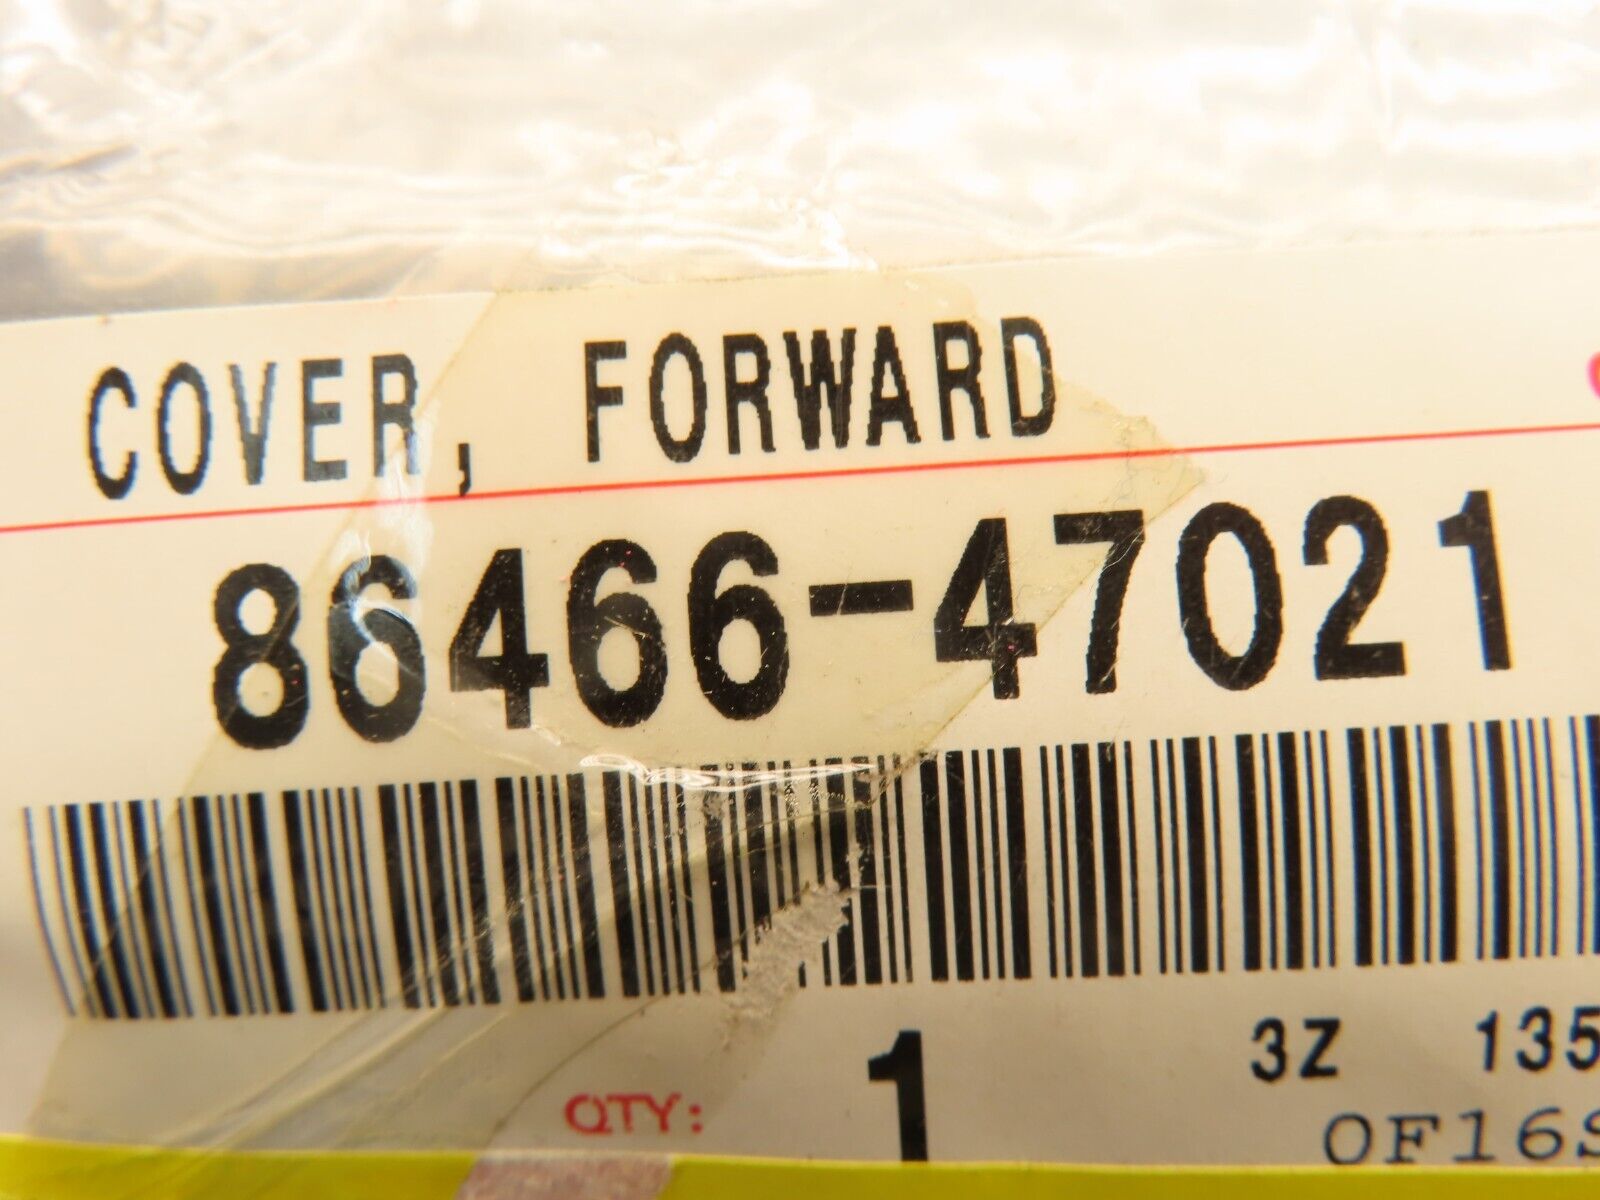 COVER, FORWARD
86466-47021
QTY: 1
3Z 135
OF16S